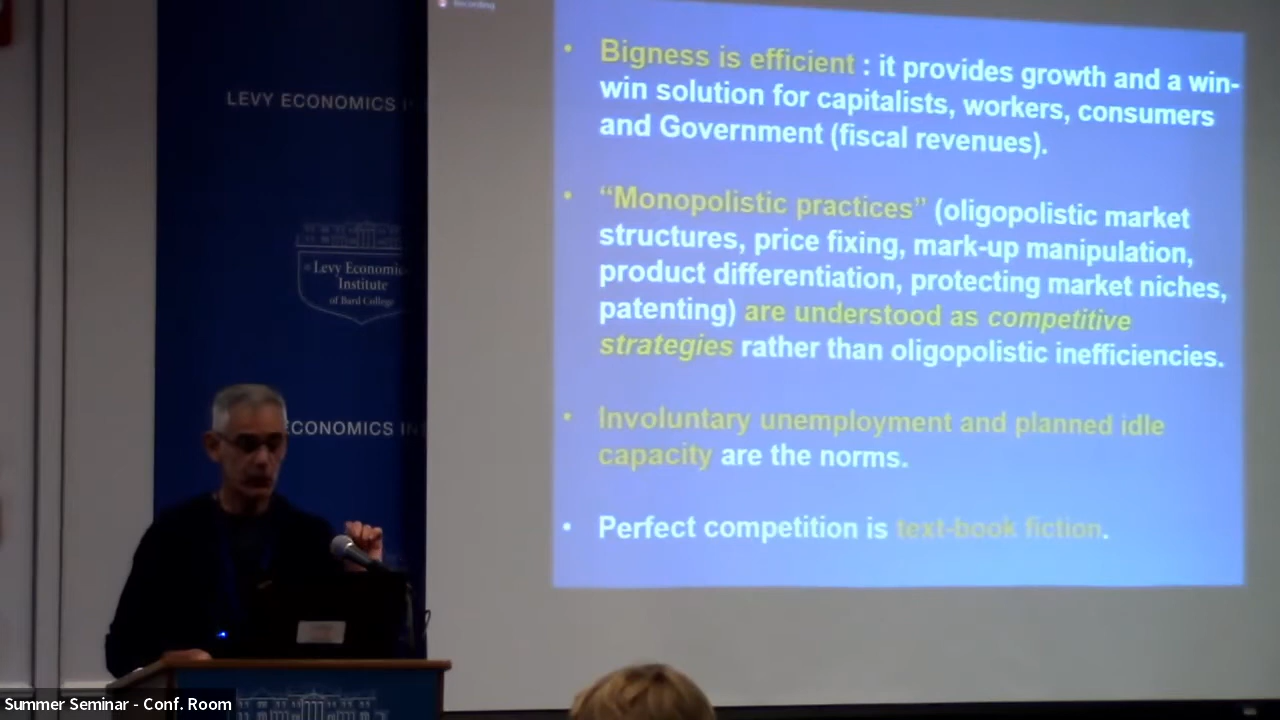 Recording
LEVY ECONOMICS I
Levy Economic
Institute
of Bard College
ECONOMICS IN
• Bigness is efficient : it provides growth and a win-
win solution for capitalists, workers, consumers
and Government (fiscal revenues).
• “Monopolistic practices” (oligopolistic market
structures, price fixing, mark-up manipulation,
product differentiation, protecting market niches,
patenting) are understood as competitive
strategies rather than oligopolistic inefficiencies.
• Involuntary unemployment and planned idle
capacity are the norms.
• Perfect competition is text-book fiction.
Summer Seminar - Conf. Room